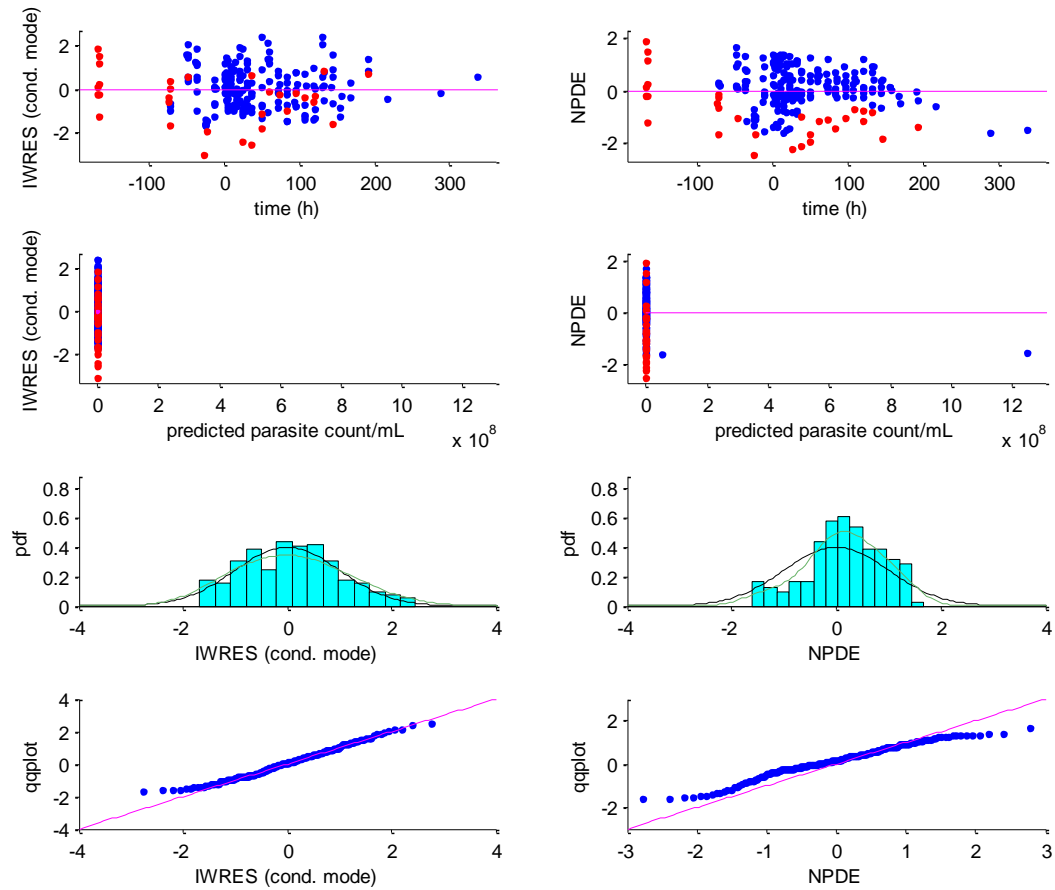 IWRES (cond. mode)
2
0
-2
-100 0 100 200 300
time (h)
NPDE
2
0
-2
-100 0 100 200 300
time (h)
IWRES (cond. mode)
2
0
-2
0 2 4 6 8 10 12
predicted parasite count/mL
x 10^8
NPDE
2
0
-2
0 2 4 6 8 10 12
predicted parasite count/mL
x 10^8
pdf
0.8
0.6
0.4
0.2
0
-4 -2 0 2 4
IWRES (cond. mode)
pdf
0.8
0.6
0.4
0.2
0
-4 -2 0 2 4
NPDE
qqplot
4
2
0
-2
-4
-4 -2 0 2 4
IWRES (cond. mode)
qqplot
2
0
-2
-3 -2 -1 0 1 2 3
NPDE